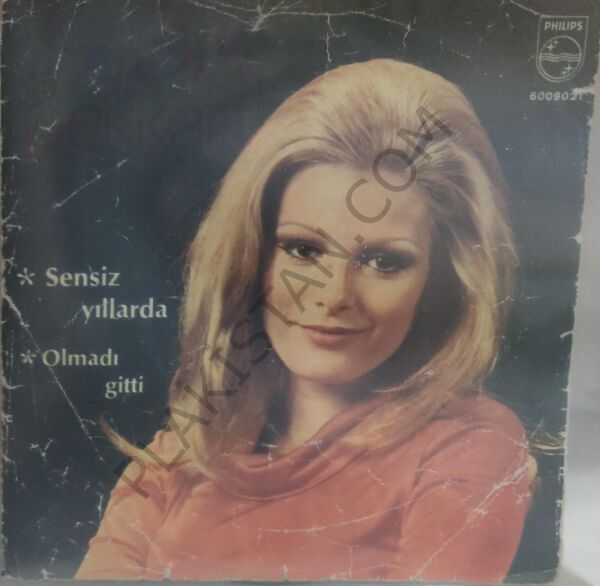 PHILIPS
6009021
* Sensiz
yıllarda
* Olmadı
gitti
PLAKISTAN.COM